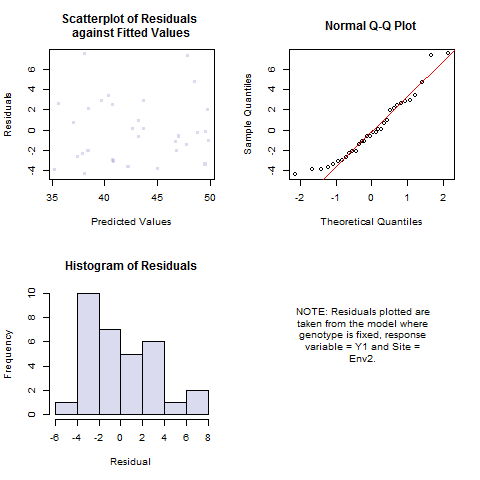 Scatterplot of Residuals
against Fitted Values
Residuals
6
4
2
0
-2
-4
35
40
45
50
Predicted Values
Normal Q-Q Plot
Sample Quantiles
6
4
2
0
-2
-4
-2
-1
0
1
2
Theoretical Quantiles
Histogram of Residuals
Frequency
10
8
6
4
2
0
-6
-4
-2
0
2
4
6
8
Residual
NOTE: Residuals plotted are
taken from the model where
genotype is fixed, response
variable = Y1 and Site =
Env2.